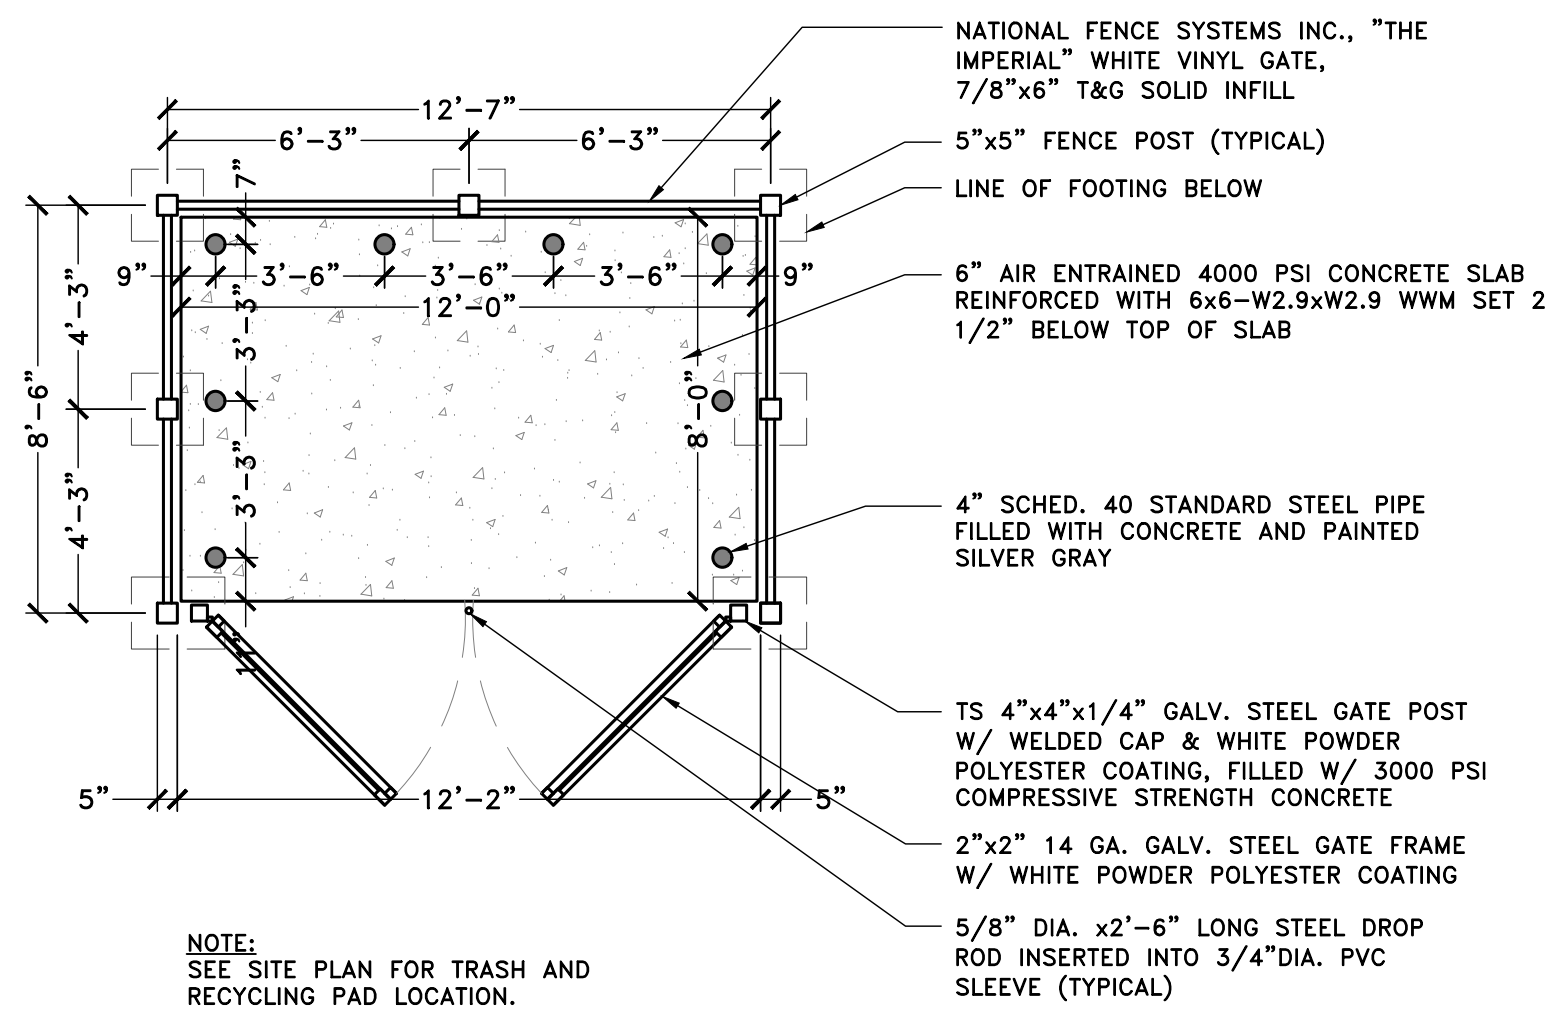 NATIONAL FENCE SYSTEMS INC., "THE
IMPERIAL" WHITE VINYL GATE,
7/8"x6" T&G SOLID INFILL
5"x5" FENCE POST (TYPICAL)
LINE OF FOOTING BELOW
6" AIR ENTRAINED 4000 PSI CONCRETE SLAB
REINFORCED WITH 6x6-W2.9xW2.9 WWM SET 2
1/2" BELOW TOP OF SLAB
4" SCHED. 40 STANDARD STEEL PIPE
FILLED WITH CONCRETE AND PAINTED
SILVER GRAY
TS 4"x4"x1/4" GALV. STEEL GATE POST
W/ WELDED CAP & WHITE POWDER
POLYESTER COATING, FILLED W/ 3000 PSI
COMPRESSIVE STRENGTH CONCRETE
2"x2" 14 GA. GALV. STEEL GATE FRAME
W/ WHITE POWDER POLYESTER COATING
5/8" DIA. x2'-6" LONG STEEL DROP
ROD INSERTED INTO 3/4"DIA. PVC
SLEEVE (TYPICAL)
12'-7"
6'-3"
6'-3"
7"
9"
3'-6"
3'-6"
3'-6"
9"
12'-0"
8'-6"
4'-3"
4'-3"
3'-3"
3'-3"
8'-0"
5"
12'-2"
5"
NOTE:
SEE SITE PLAN FOR TRASH AND
RECYCLING PAD LOCATION.